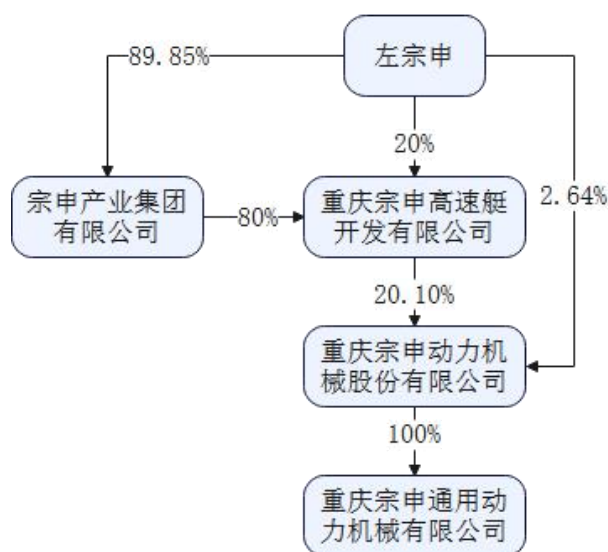 左宗申
89.85%
20%
2.64%
宗申产业集团
有限公司
80%
重庆宗申高速艇
开发有限公司
20.10%
重庆宗申动力机
械股份有限公司
100%
重庆宗申通用动
力机械有限公司